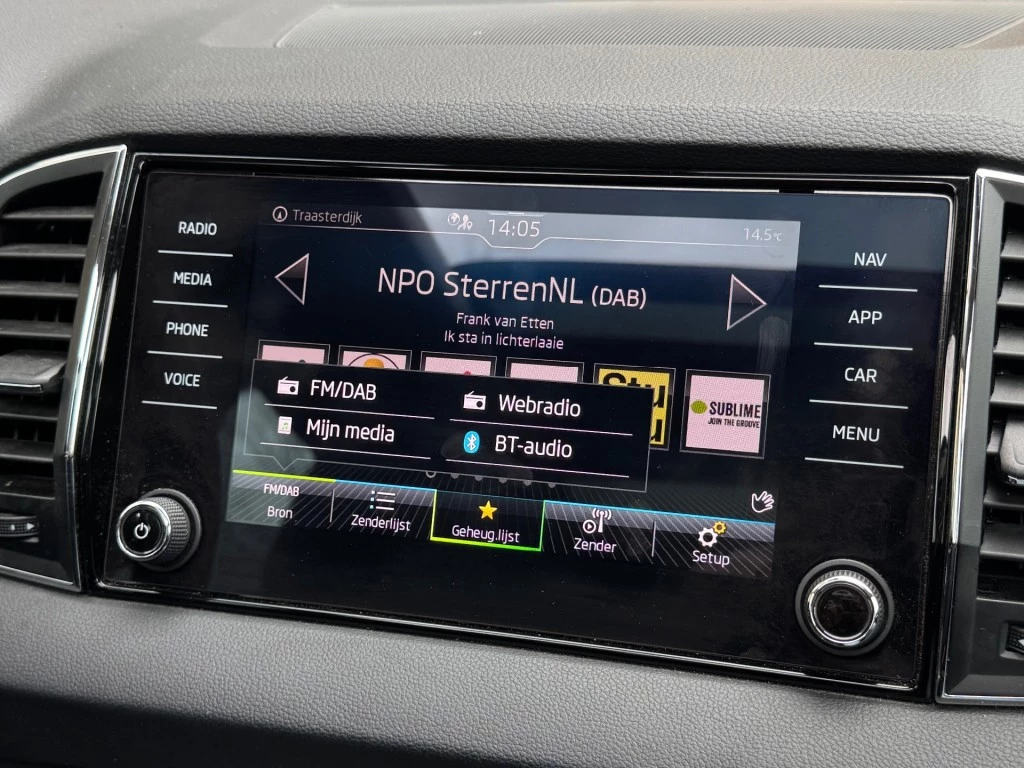 RADIO
MEDIA
PHONE
VOICE
Traasterdijk
14:05
14.5°C
NPO SterrenNL (DAB)
Frank van Etten
Ik sta in lichterlaaie
Stu
u
SUBLIME
JOIN THE GROOVE
FM/DAB
Webradio
Mijn media
BT-audio
FM/DAB
Bron
Zenderlijst
Geheug.lijst
Zender
Setup
NAV
APP
CAR
MENU